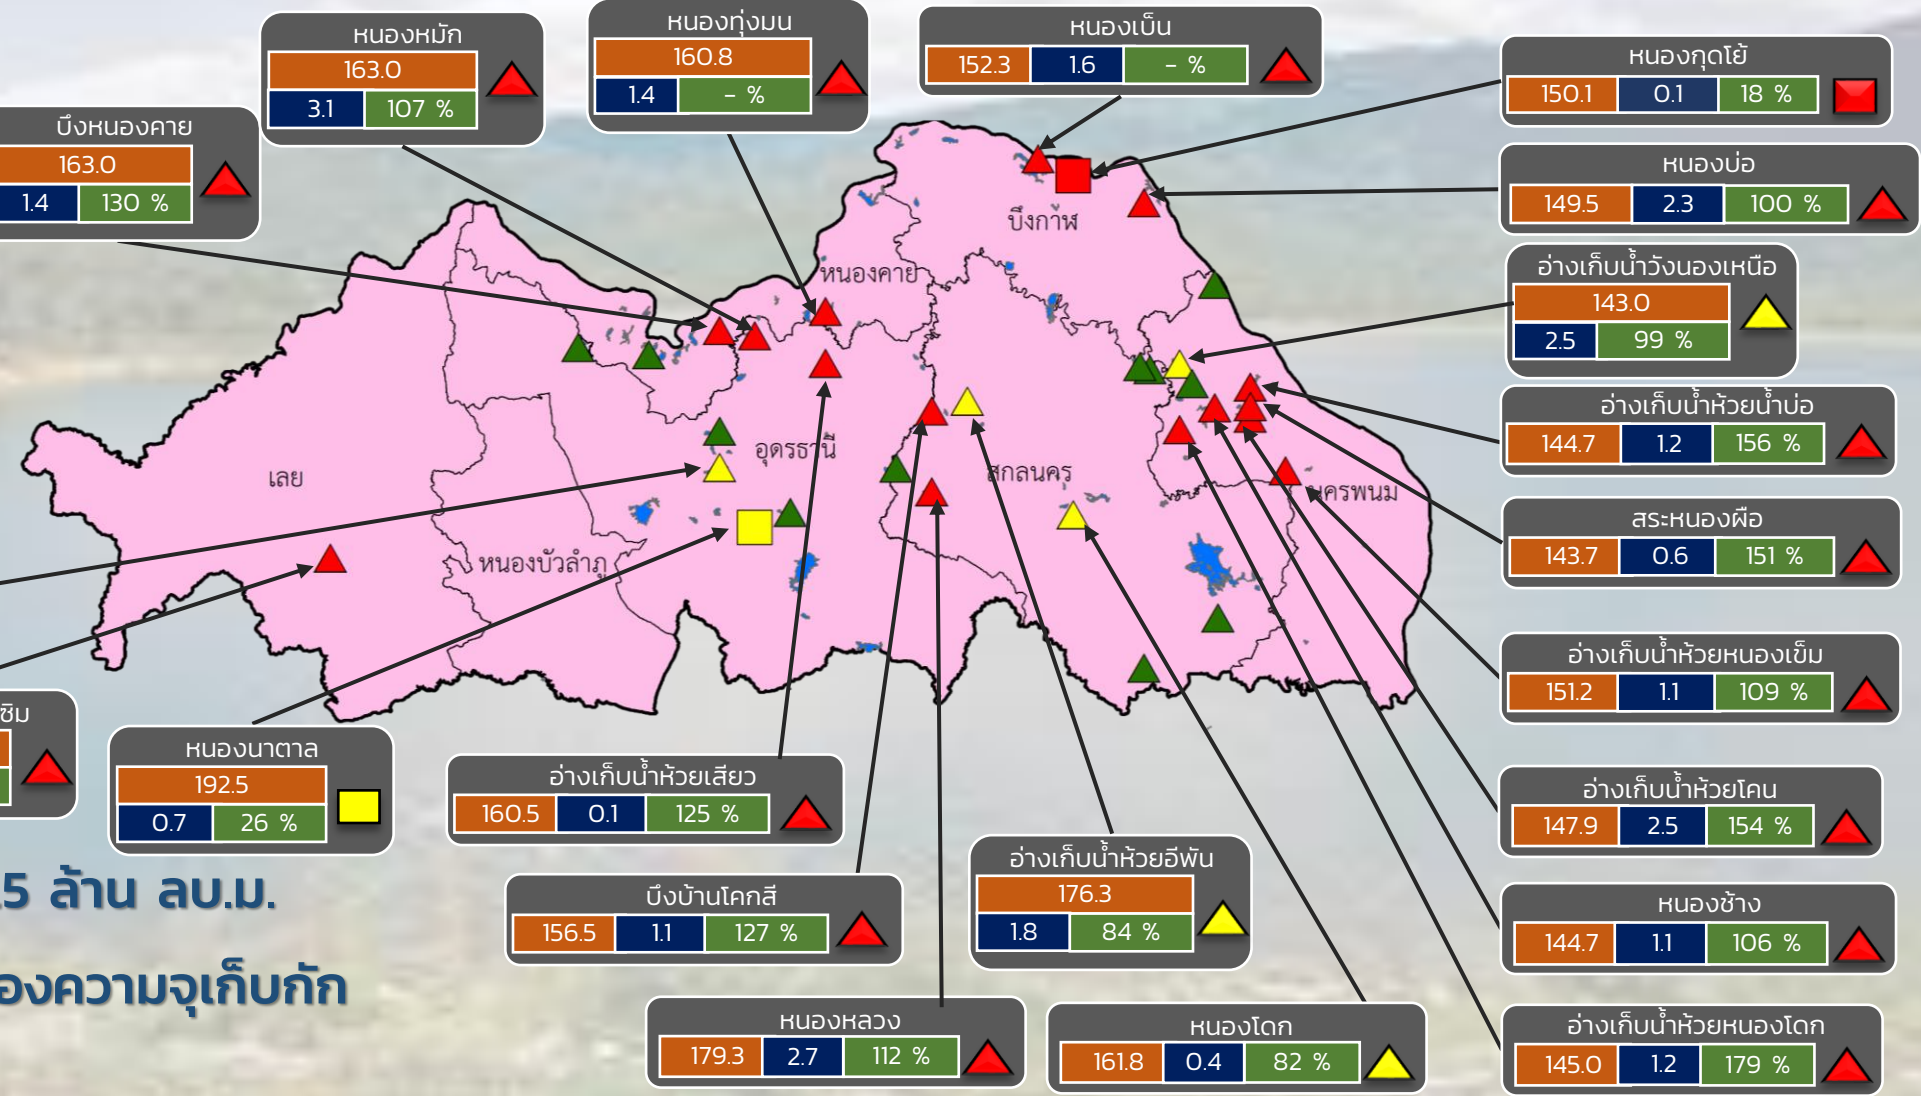 หนองหมัก
163.0
3.1 107 %
หนองทุ่งมน
160.8
1.4 - %
หนองเบ็น
152.3 1.6 - %
หนองกุดโย้
150.1 0.1 18 %
บึงหนองคาย
163.0
1.4 130 %
หนองบ่อ
149.5 2.3 100 %
อ่างเก็บน้ำวังนองเหนือ
143.0
2.5 99 %
อ่างเก็บน้ำห้วยน้ำบ่อ
144.7 1.2 156 %
สระหนองผือ
143.7 0.6 151 %
อ่างเก็บน้ำห้วยหนองเข็ม
151.2 1.1 109 %
อ่างเก็บน้ำห้วยโคน
147.9 2.5 154 %
หนองช้าง
144.7 1.1 106 %
อ่างเก็บน้ำห้วยหนองโดก
145.0 1.2 179 %
บึงกาฬ
หนองคาย
อุดรธานี
เลย
สกลนคร
นครพนม
หนองบัวลำภู
ซิม
หนองนาตาล
192.5
0.7 26 %
อ่างเก็บน้ำห้วยเสียว
160.5 0.1 125 %
บึงบ้านโคกสี
156.5 1.1 127 %
อ่างเก็บน้ำห้วยอีพัน
176.3
1.8 84 %
หนองหลวง
179.3 2.7 112 %
หนองโดก
161.8 0.4 82 %
5 ล้าน ลบ.ม.
องความจุเก็บกัก